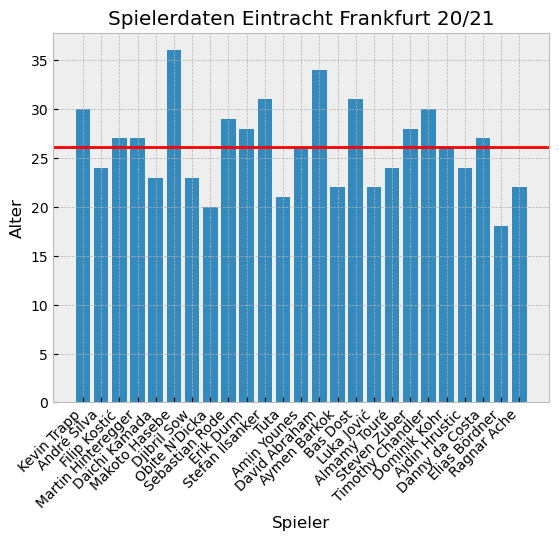 Spielerdaten Eintracht Frankfurt 20/21
35
30
25
20
15
10
5
0
Alter
Kevin Trapp
André Silva
Filip Kostić
Martin Hinteregger
Daichi Kamada
Makoto Hasebe
Djibril Sow
Obite N'Dicka
Sebastian Rode
Erik Durm
Stefan Ilsanker
Tuta
Amin Younes
David Abraham
Aymen Barkok
Bas Dost
Luka Jović
Almamy Touré
Steven Zuber
Timothy Chandler
Dominik Kohr
Ajdin Hrustic
Danny da Costa
Elias Bordner
Ragnar Ache
Spieler